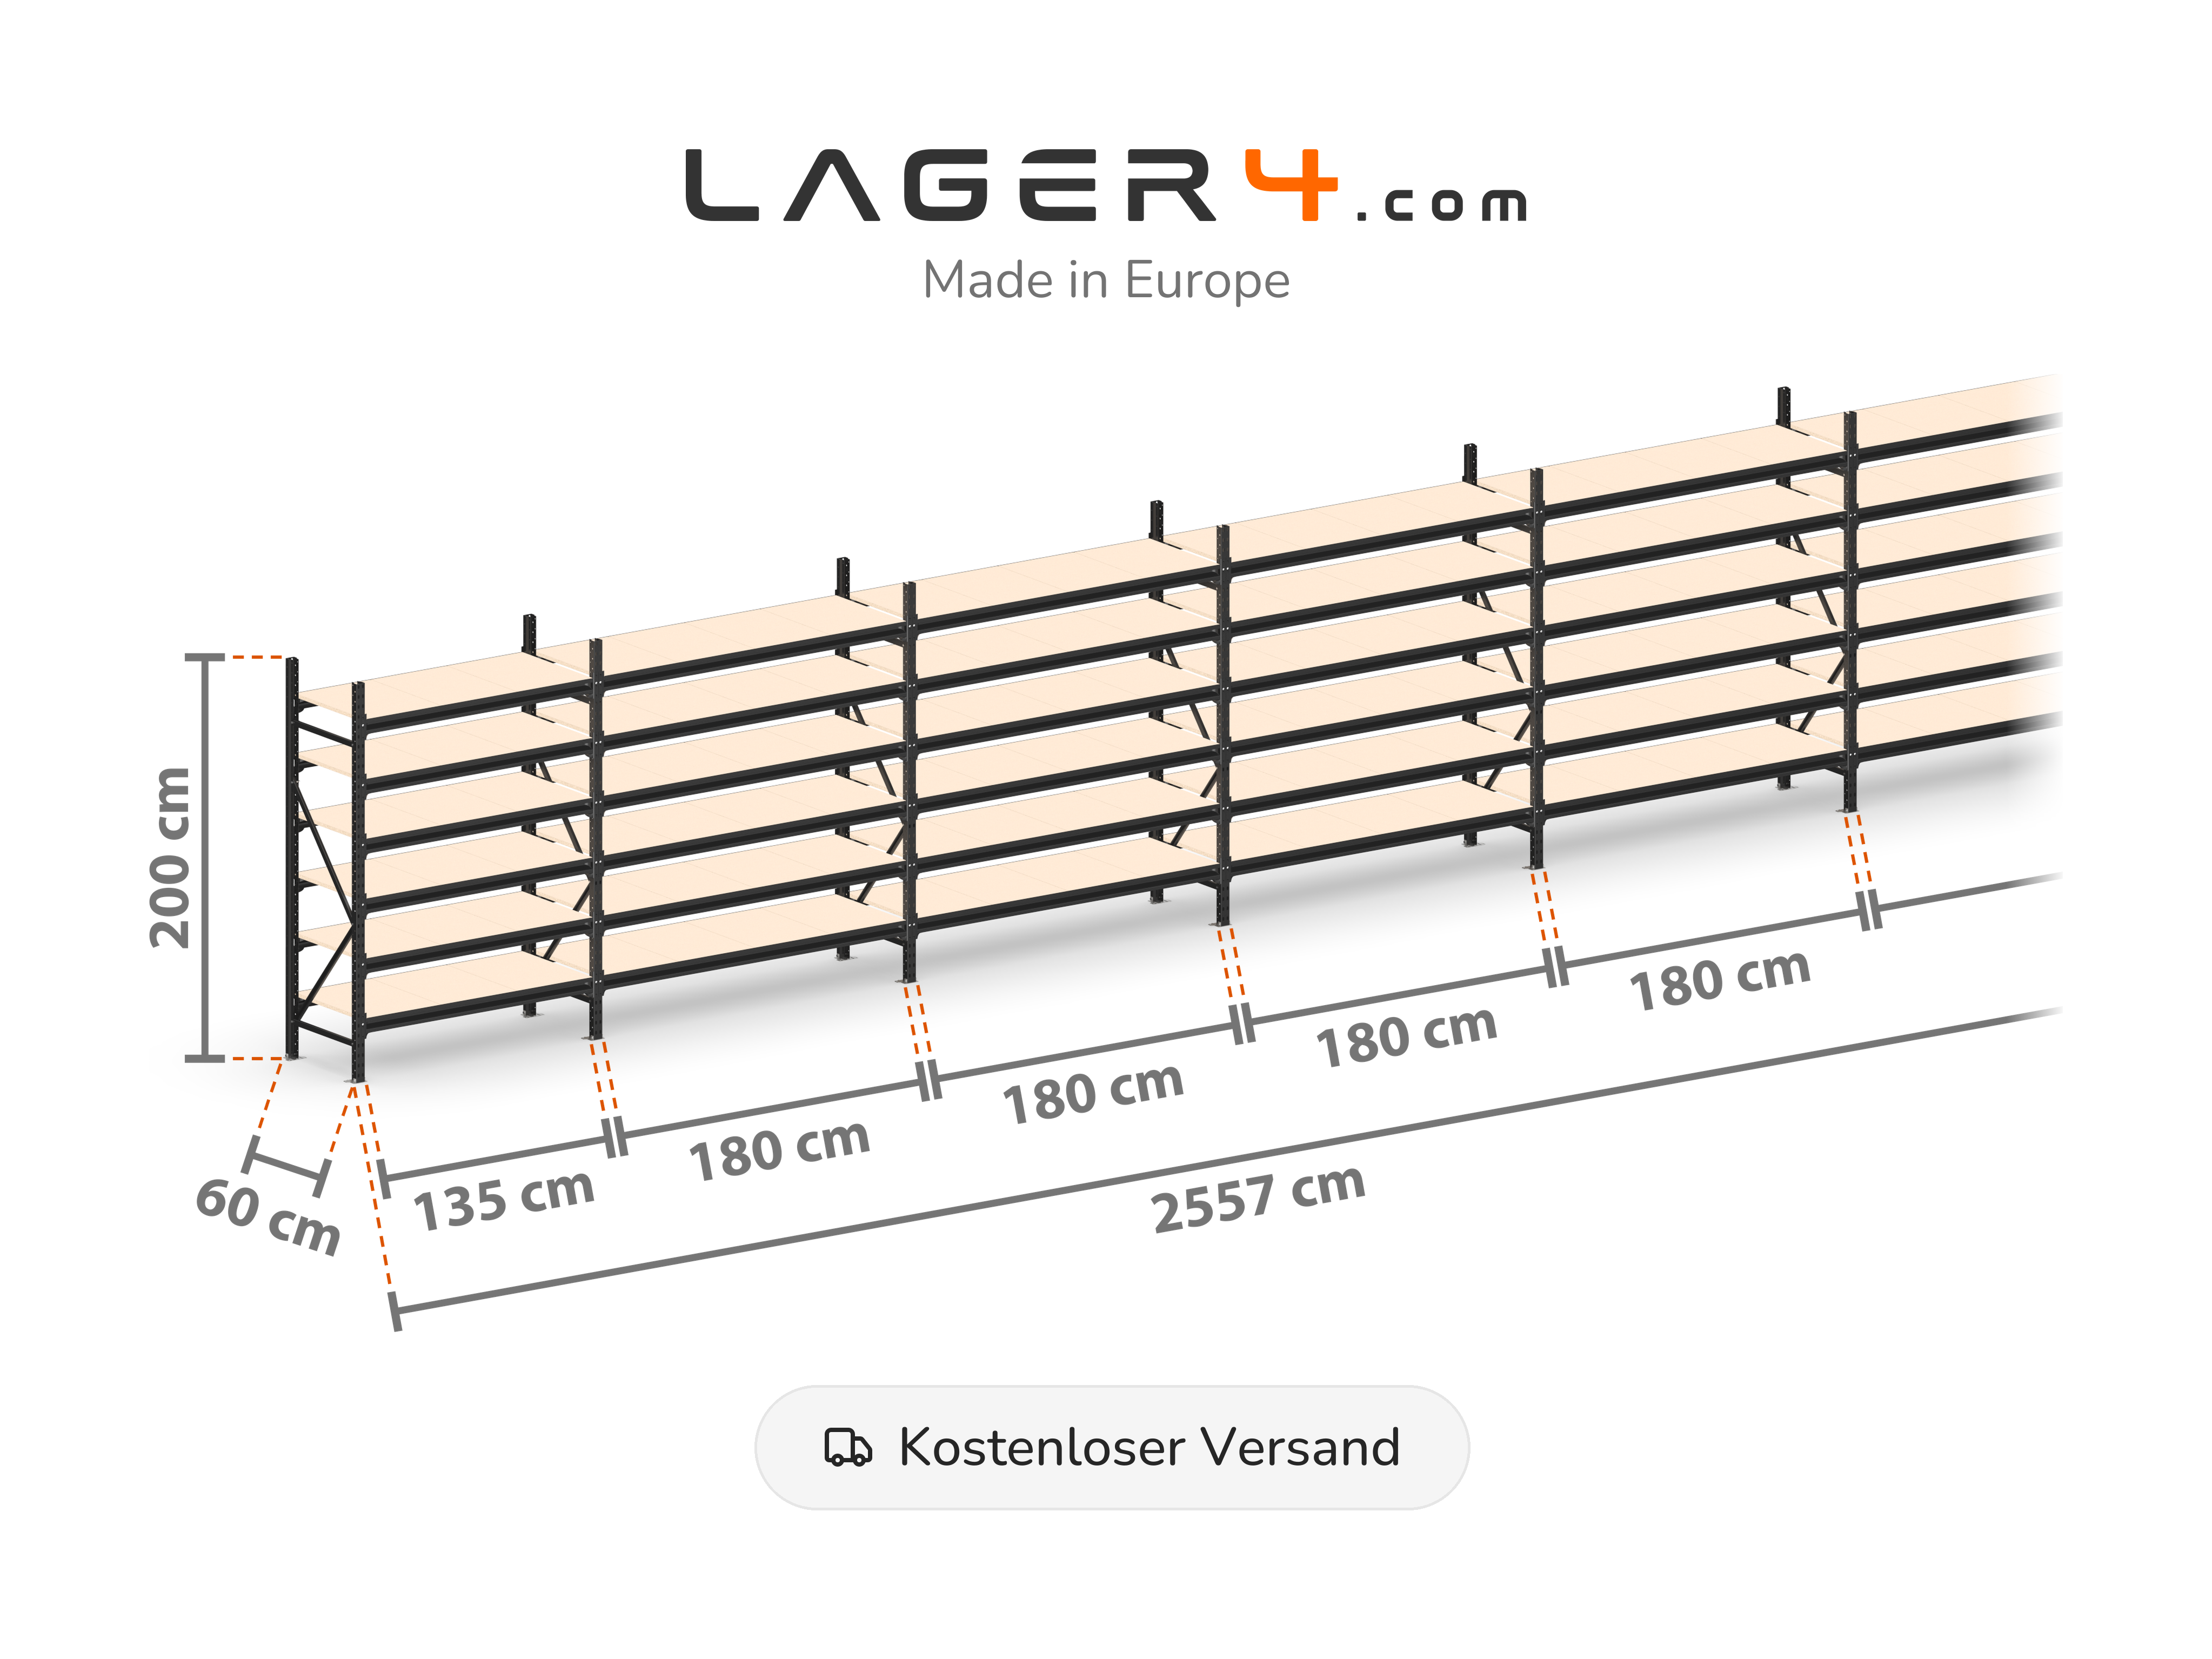 LAGER4.com
Made in Europe
200 cm
60 cm
135 cm
180 cm
180 cm
180 cm
180 cm
2557 cm
Kostenloser Versand